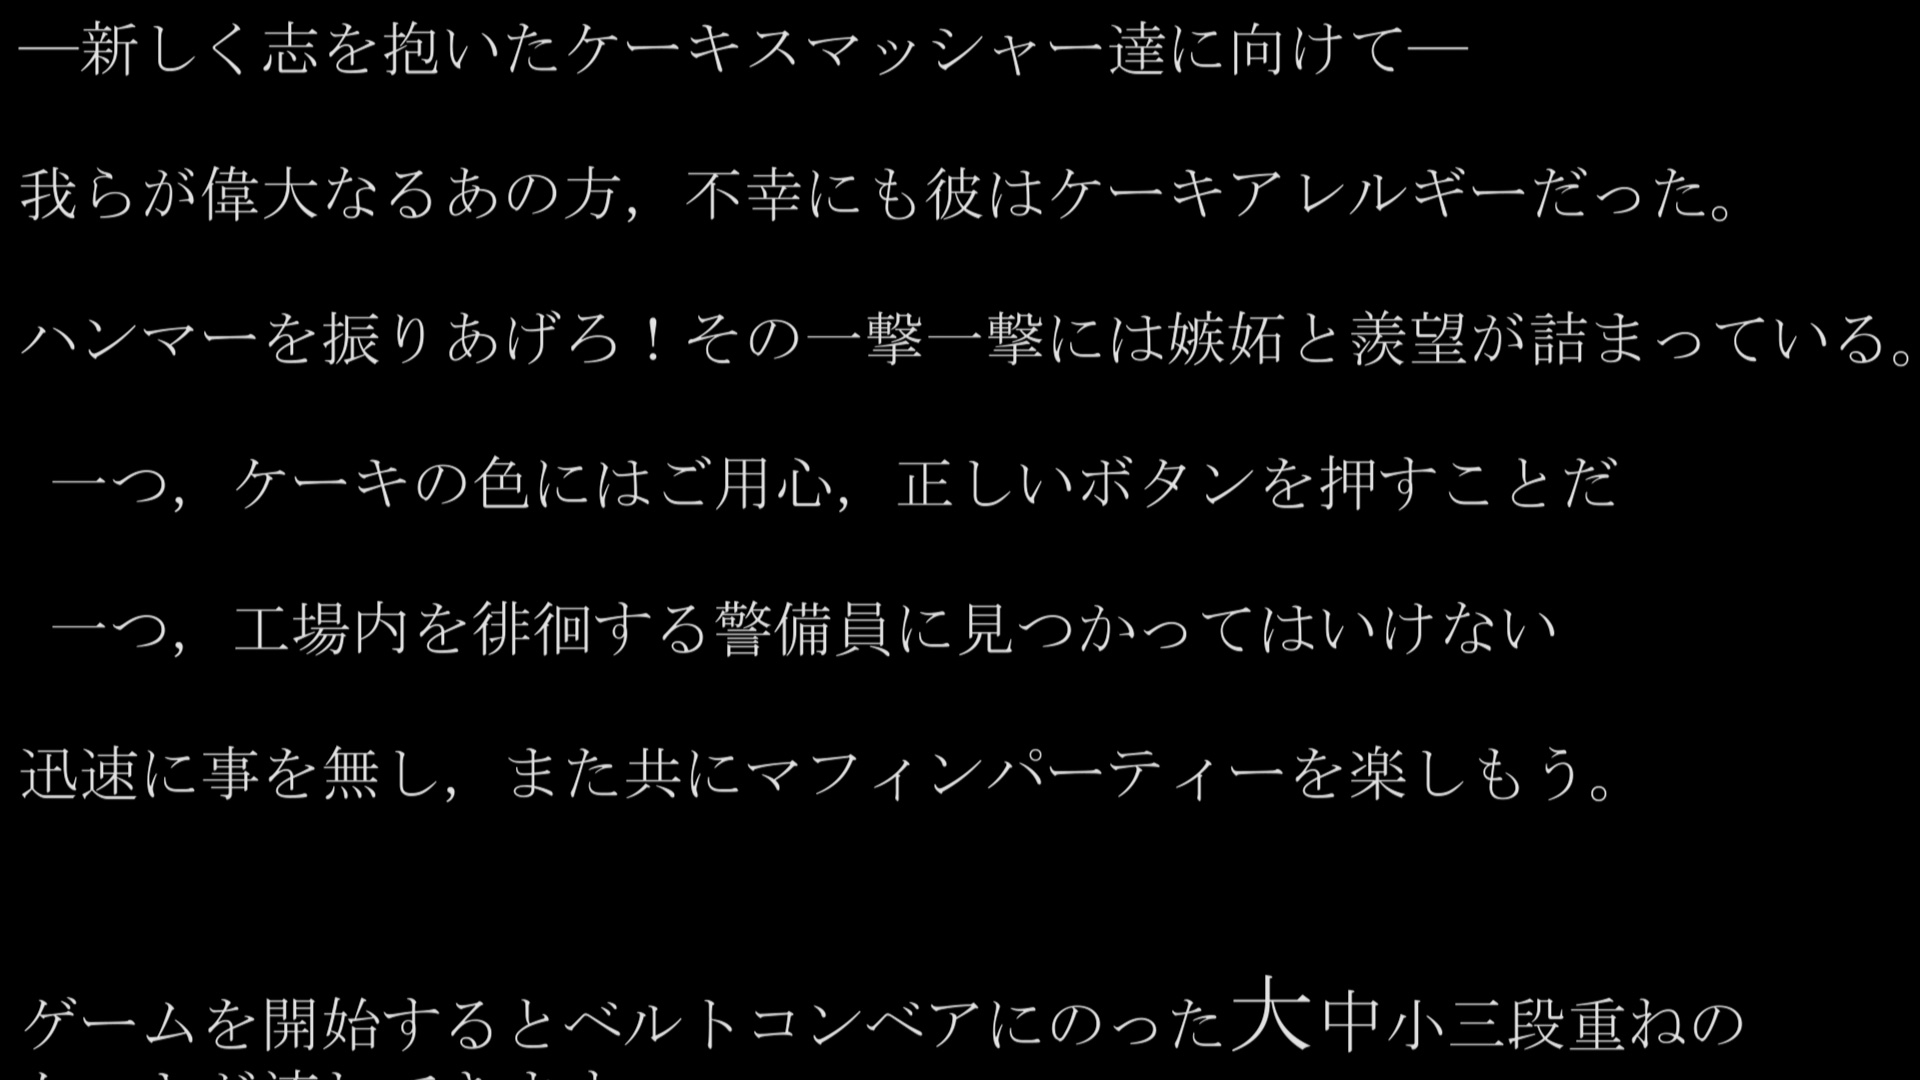 ―新しく志を抱いたケーキスマッシャー達に向けて―
我らが偉大なるあの方，不幸にも彼はケーキアレルギーだった。
ハンマーを振りあげろ！その一撃一撃には嫉妬と羨望が詰まっている。
一つ，ケーキの色にはご用心，正しいボタンを押すことだ
一つ，工場内を徘徊する警備員に見つかってはいけない
迅速に事を無し，また共にマフィンパーティーを楽しもう。
ゲームを開始するとベルトコンベアにのった大中小三段重ねの